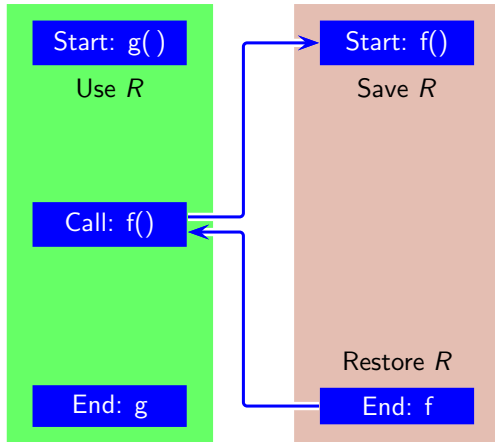 Start: g( )
Use R
Call: f()
End: g
Start: f()
Save R
Restore R
End: f